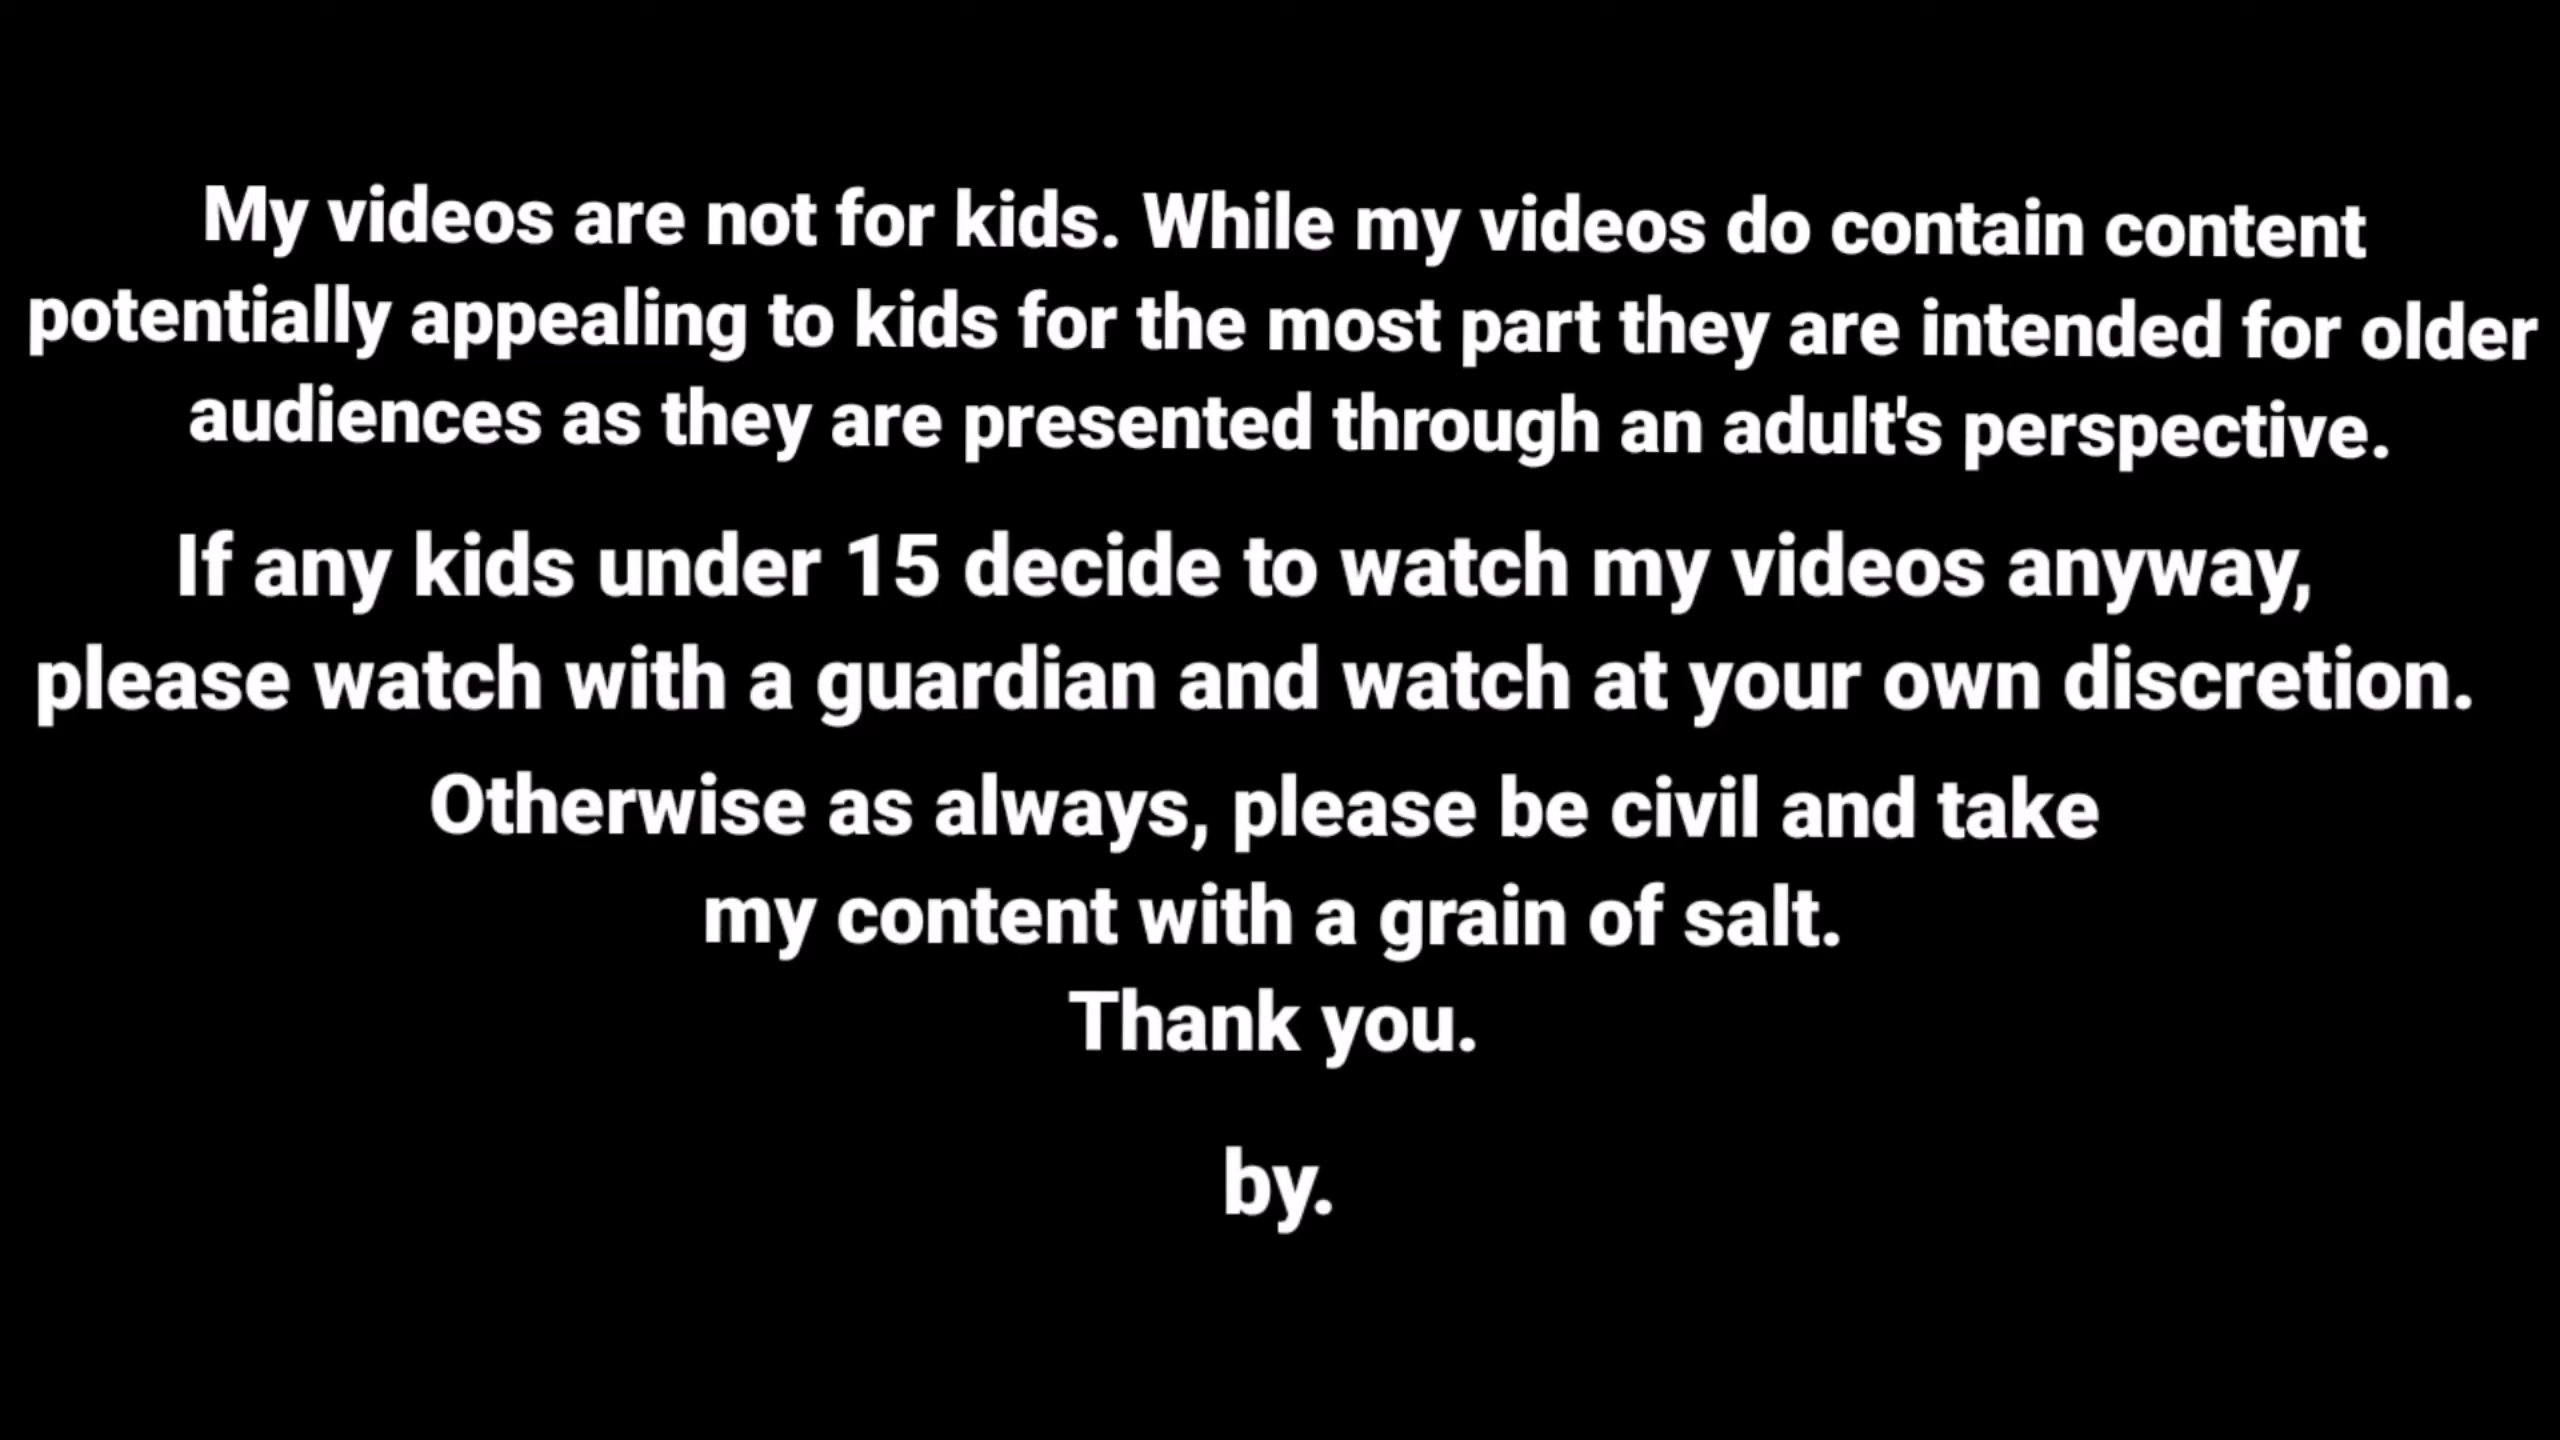 My videos are not for kids. While my videos do contain content
potentially appealing to kids for the most part they are intended for older
audiences as they are presented through an adult's perspective.
If any kids under 15 decide to watch my videos anyway,
please watch with a guardian and watch at your own discretion.
Otherwise as always, please be civil and take
my content with a grain of salt.
Thank you.
by.